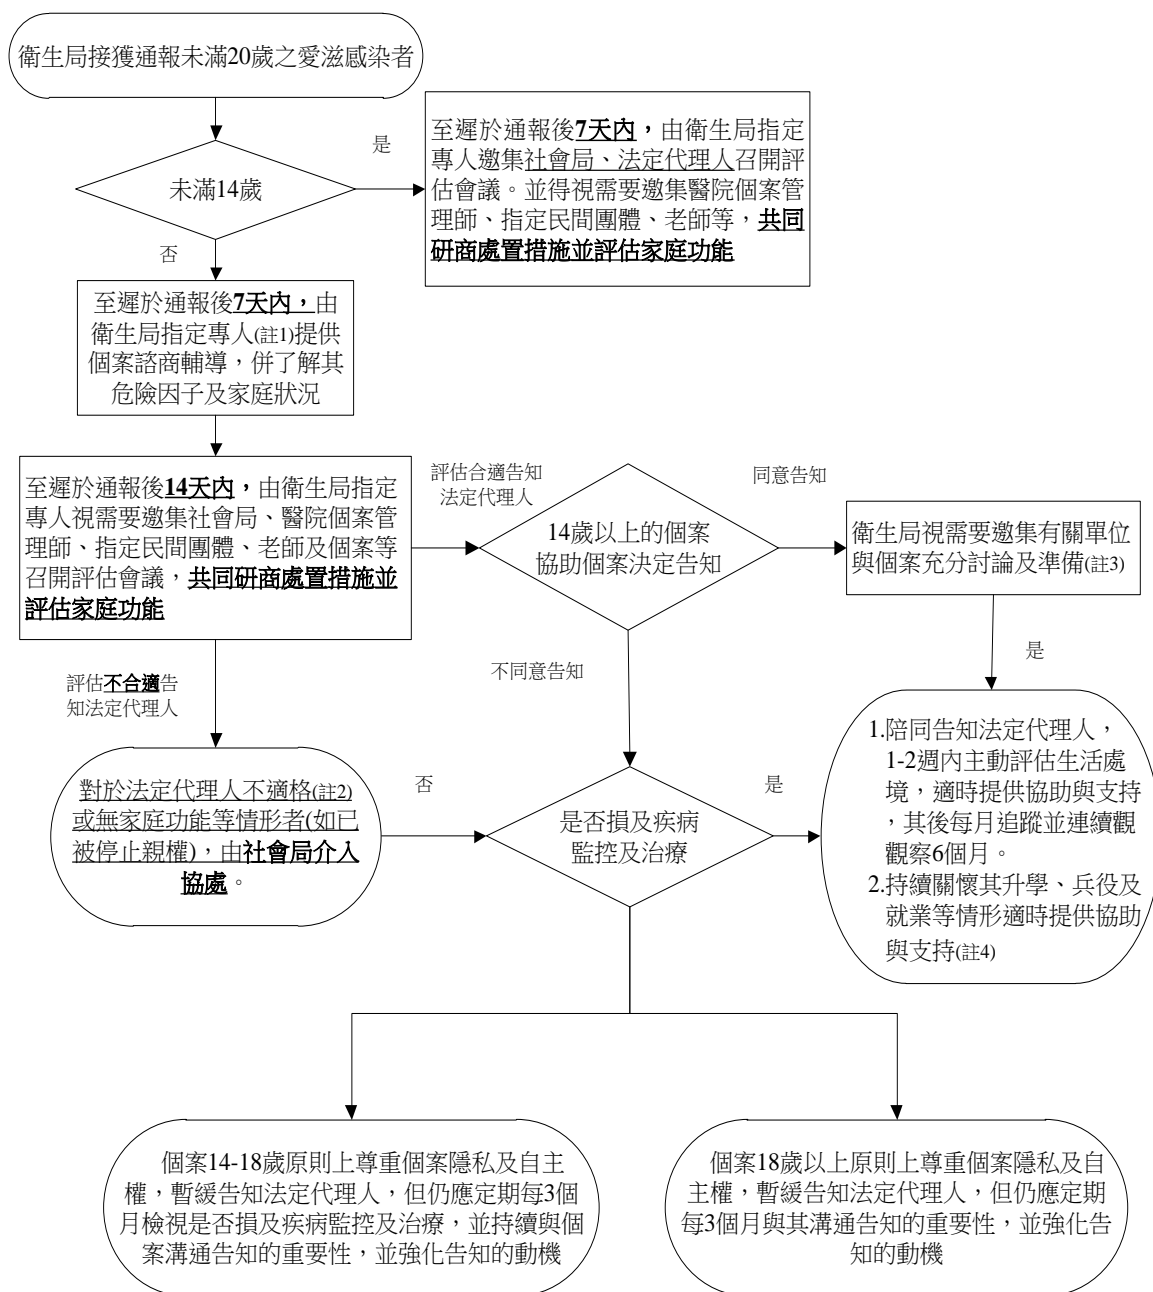 衛生局接獲通報未滿20歲之愛滋感染者
未滿14歲
是
至遲於通報後7天內，由衛生局指定
專人邀集社會局、法定代理人召開評
估會議。並得視需要邀集醫院個案管
理師、指定民間團體、老師等，共同
研商處置措施並評估家庭功能
否
至遲於通報後7天內，由
衛生局指定專人(註1)提供
個案諮商輔導，併了解其
危險因子及家庭狀況
至遲於通報後14天內，由衛生局指定
專人視需要邀集社會局、醫院個案管
理師、指定民間團體、老師及個案等
召開評估會議，共同研商處置措施並
評估家庭功能
評估合適告知
法定代理人
14歲以上的個案
協助個案決定告知
同意告知
衛生局視需要邀集有關單位
與個案充分討論及準備(註3)
是
不同意告知
評估不合適告
知法定代理人
對於法定代理人不適格(註2)
或無家庭功能等情形者(如已
被停止親權)，由社會局介入
協處。
否
是否損及疾病
監控及治療
是
1.陪同告知法定代理人，
1-2週內主動評估生活處
境，適時提供協助與支持
，其後每月追蹤並連續觀
觀察6個月。
2.持續關懷其升學、兵役及
就業等情形適時提供協助
與支持(註4)
個案14-18歲原則上尊重個案隱私及自主
權，暫緩告知法定代理人，但仍應定期每3個
月檢視是否損及疾病監控及治療，並持續與個
案溝通告知的重要性，並強化告知的動機
個案18歲以上原則上尊重個案隱私及自
主權，暫緩告知法定代理人，但仍應定期
每3個月與其溝通告知的重要性，並強化告
知的動機